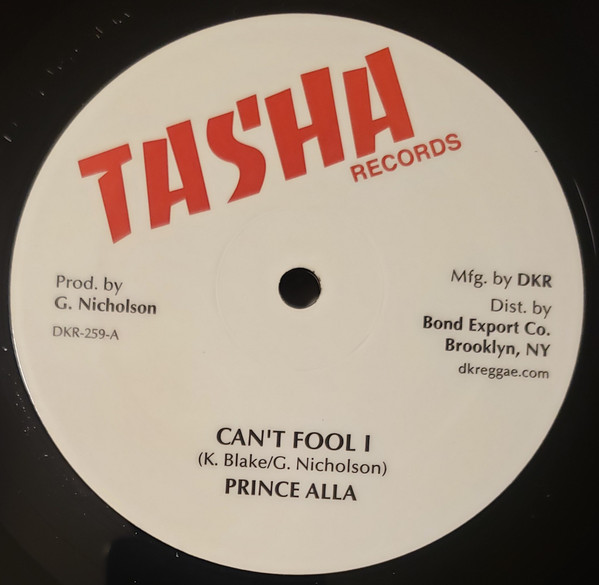 TASHA
RECORDS
Prod. by
G. Nicholson
DKR-259-A
Mfg. by DKR
Dist. by
Bond Export Co.
Brooklyn, NY
dkreggae.com
CAN'T FOOL I
(K. Blake/G. Nicholson)
PRINCE ALLA